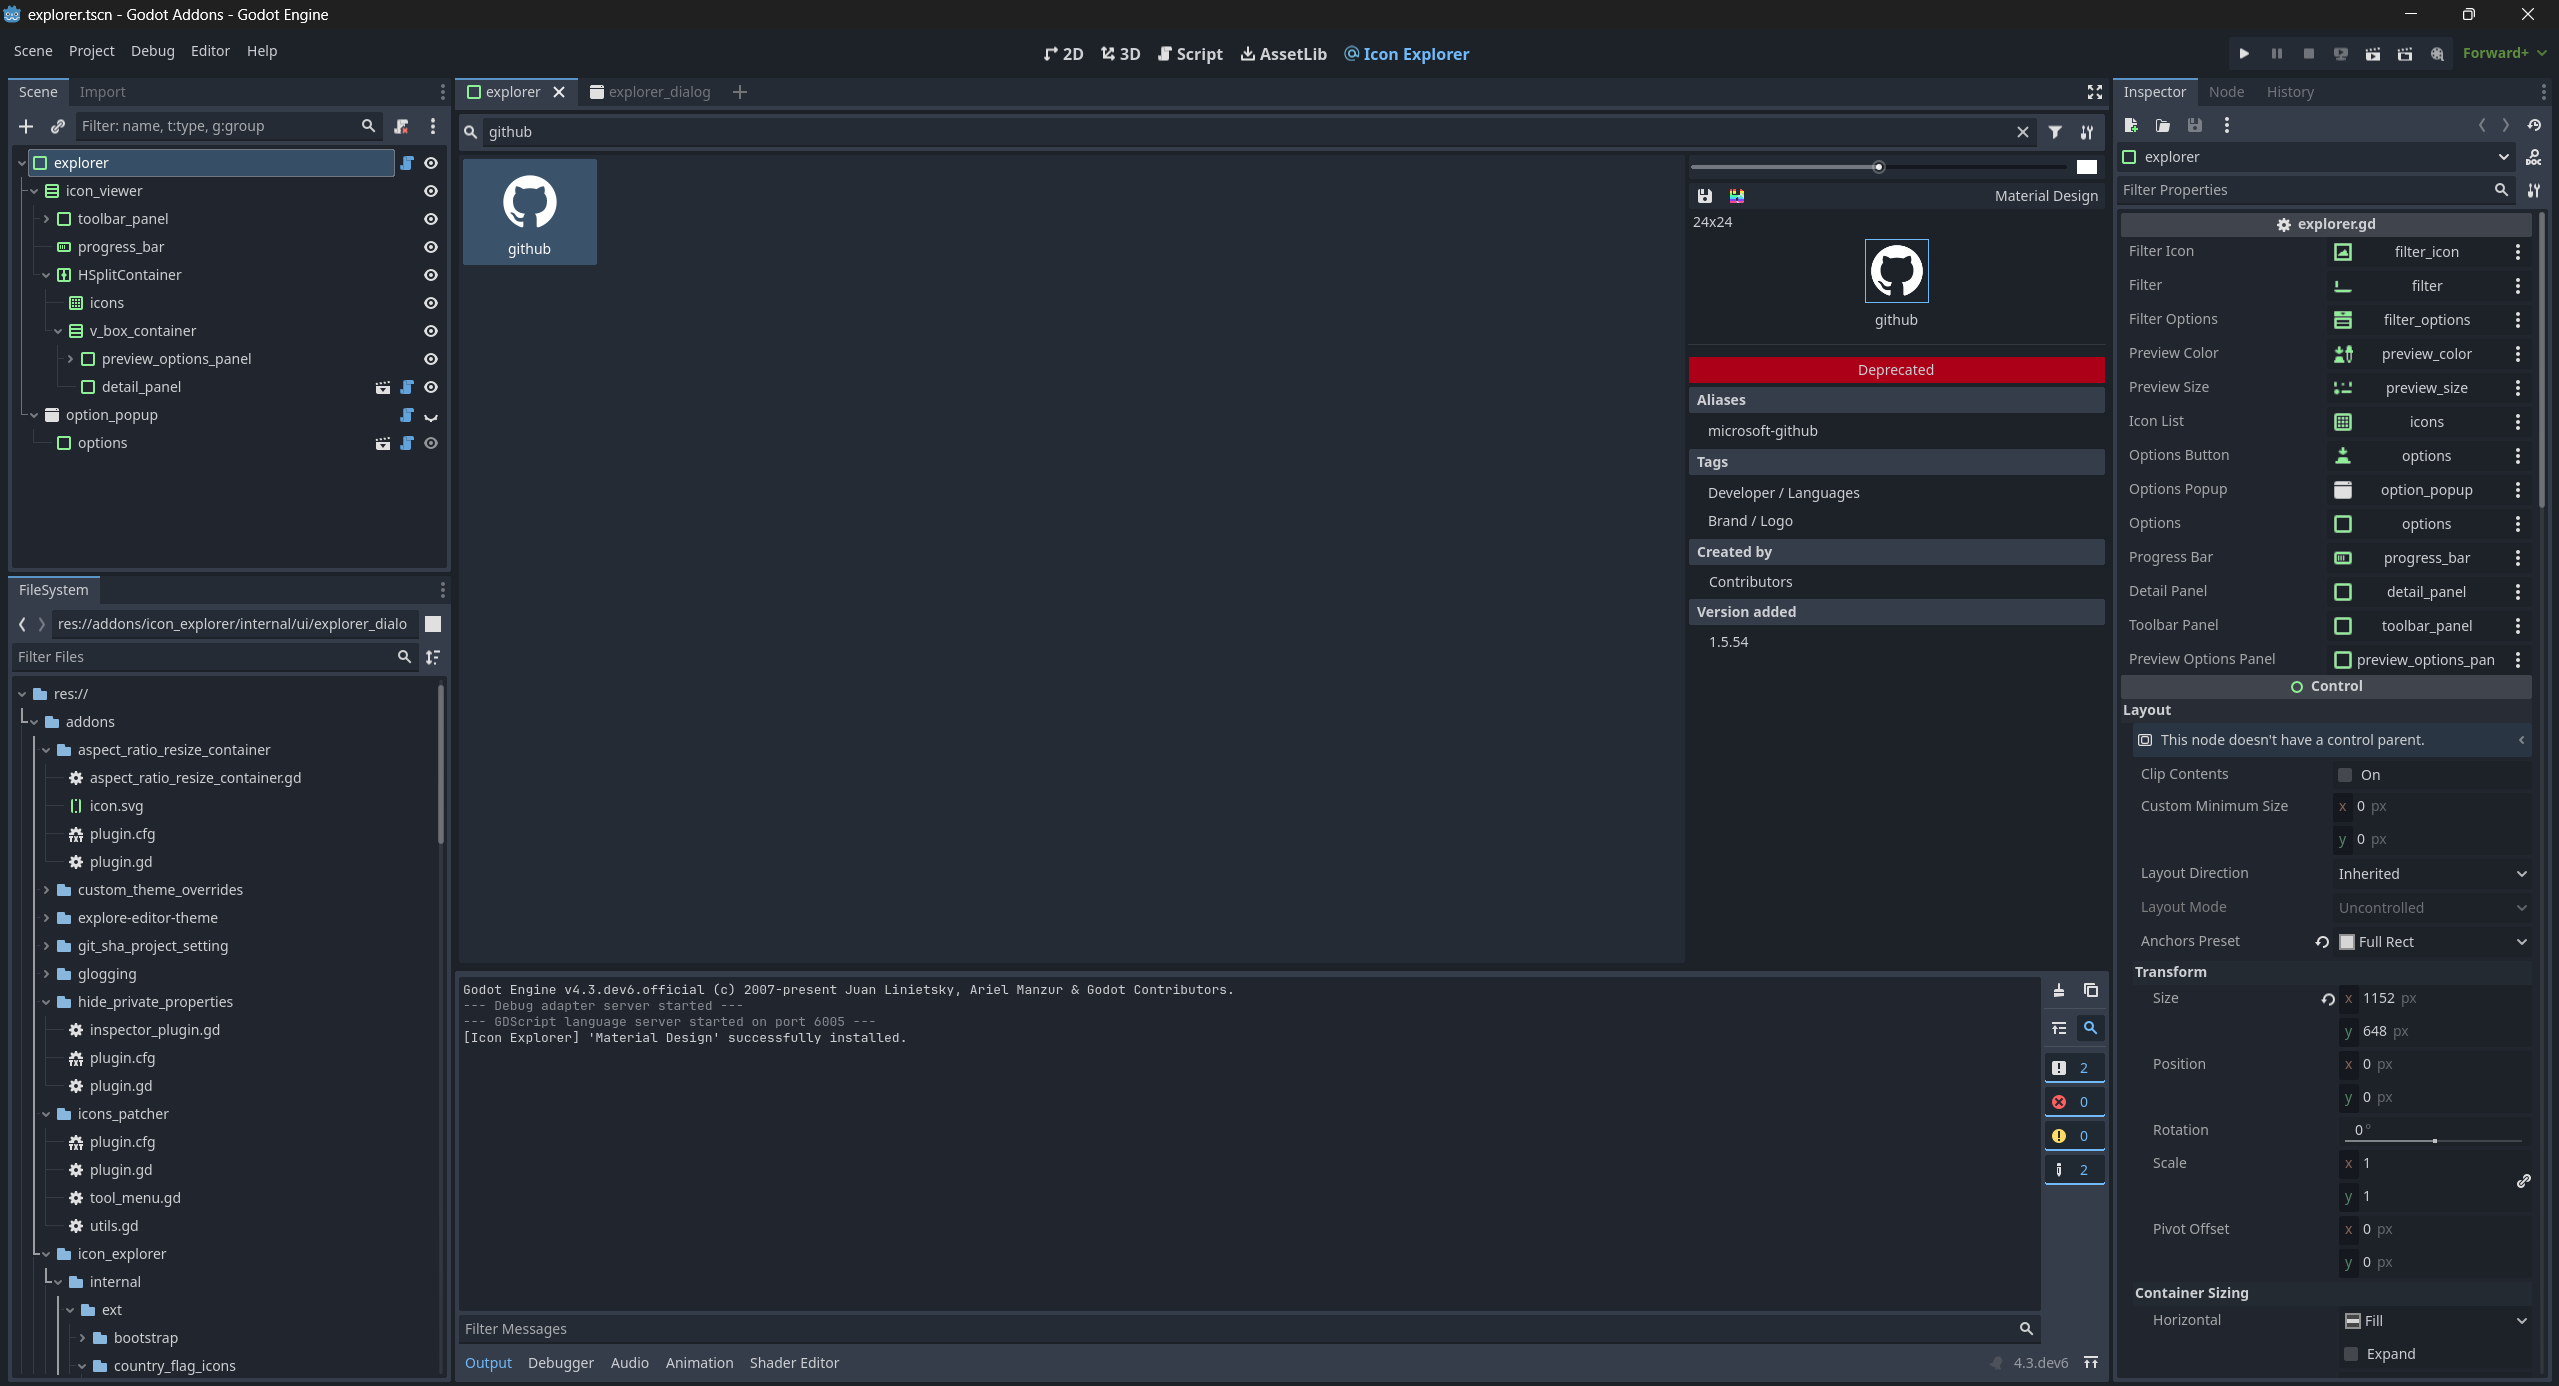 explorer.tscn - Godot Addons - Godot Engine
Scene Project Debug Editor Help
2D 3D Script AssetLib Icon Explorer
Forward+
Scene Import
Filter: name, t:type, g:group
explorer
icon_viewer
toolbar_panel
progress_bar
HSplitContainer
icons
v_box_container
preview_options_panel
detail_panel
option_popup
options
FileSystem
res://addons/icon_explorer/internal/ui/explorer_dialo
Filter Files
res://
addons
aspect_ratio_resize_container
aspect_ratio_resize_container.gd
icon.svg
plugin.cfg
plugin.gd
custom_theme_overrides
explore-editor-theme
git_sha_project_setting
glogging
hide_private_properties
inspector_plugin.gd
plugin.cfg
plugin.gd
icons_patcher
plugin.cfg
plugin.gd
tool_menu.gd
utils.gd
icon_explorer
internal
ext
bootstrap
country_flag_icons
explorer explorer_dialog
github
github
Material Design
24x24
github
Deprecated
Aliases
microsoft-github
Tags
Developer / Languages
Brand / Logo
Created by
Contributors
Version added
1.5.54
Godot Engine v4.3.dev6.official (c) 2007-present Juan Linietsky, Ariel Manzur & Godot Contributors.
--- Debug adapter server started ---
--- GDScript language server started on port 6005 ---
[Icon Explorer] 'Material Design' successfully installed.
2
0
0
2
Filter Messages
Output Debugger Audio Animation Shader Editor
4.3.dev6
Inspector Node History
explorer
DOC
Filter Properties
explorer.gd
Filter Icon filter_icon
Filter filter
Filter Options filter_options
Preview Color preview_color
Preview Size preview_size
Icon List icons
Options Button options
Options Popup option_popup
Options options
Progress Bar progress_bar
Detail Panel detail_panel
Toolbar Panel toolbar_panel
Preview Options Panel preview_options_pan
Control
Layout
This node doesn't have a control parent.
Clip Contents On
Custom Minimum Size x 0 px
y 0 px
Layout Direction Inherited
Layout Mode Uncontrolled
Anchors Preset Full Rect
Transform
Size x 1152 px
y 648 px
Position x 0 px
y 0 px
Rotation 0 °
Scale x 1
y 1
Pivot Offset x 0 px
y 0 px
Container Sizing
Horizontal Fill
Expand